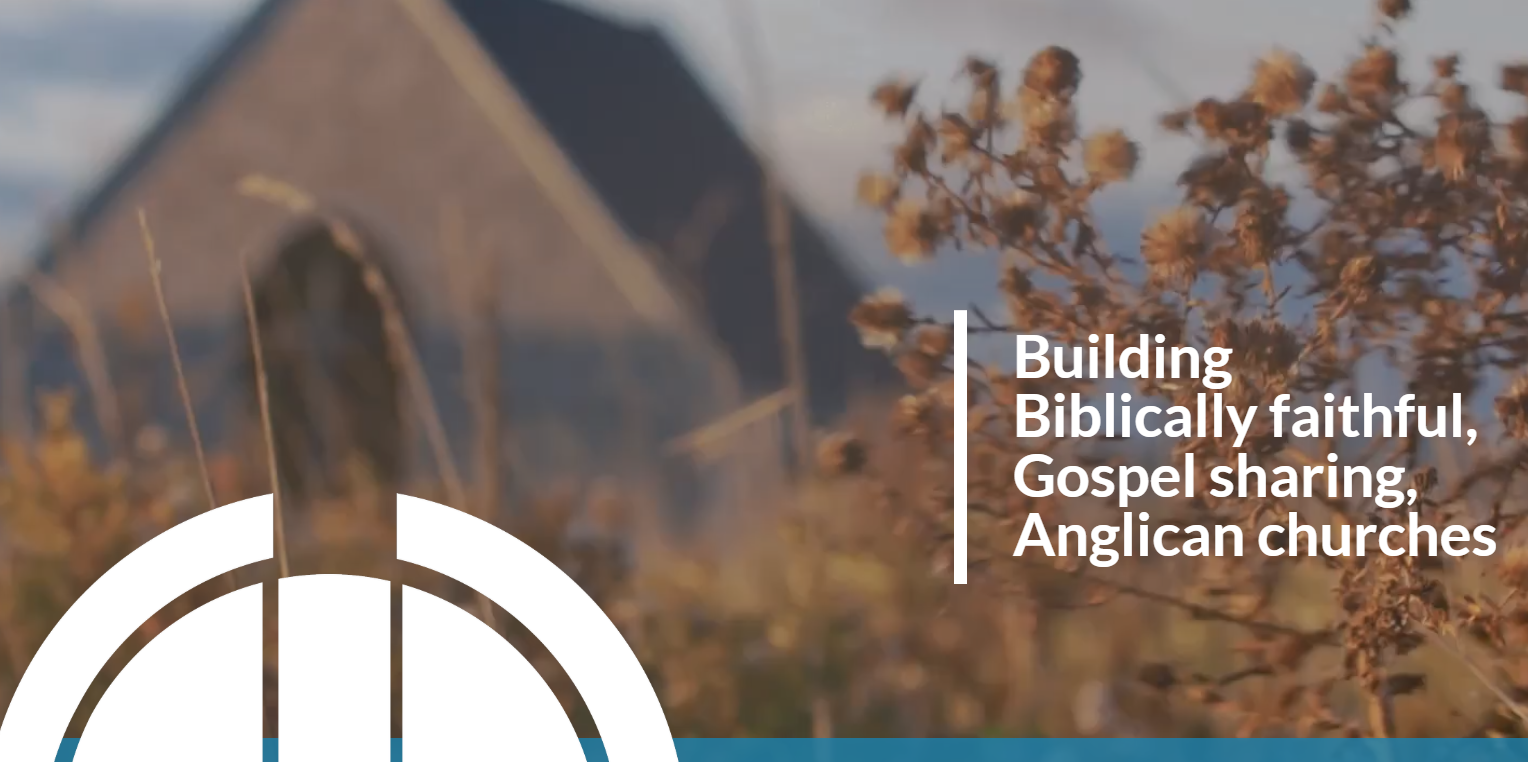 Building
Biblically faithful,
Gospel sharing,
Anglican churches